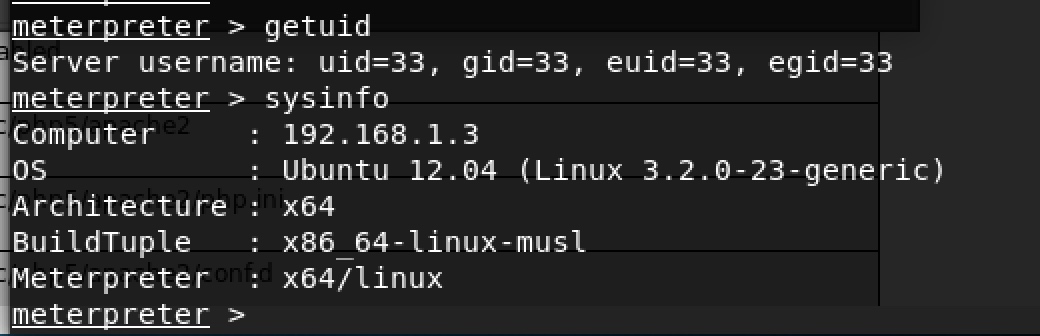 meterpreter > getuid
Server username: uid=33, gid=33, euid=33, egid=33
meterpreter > sysinfo
Computer     : 192.168.1.3
OS           : Ubuntu 12.04 (Linux 3.2.0-23-generic)
Architecture : x64
BuildTuple   : x86_64-linux-musl
Meterpreter  : x64/linux
meterpreter >